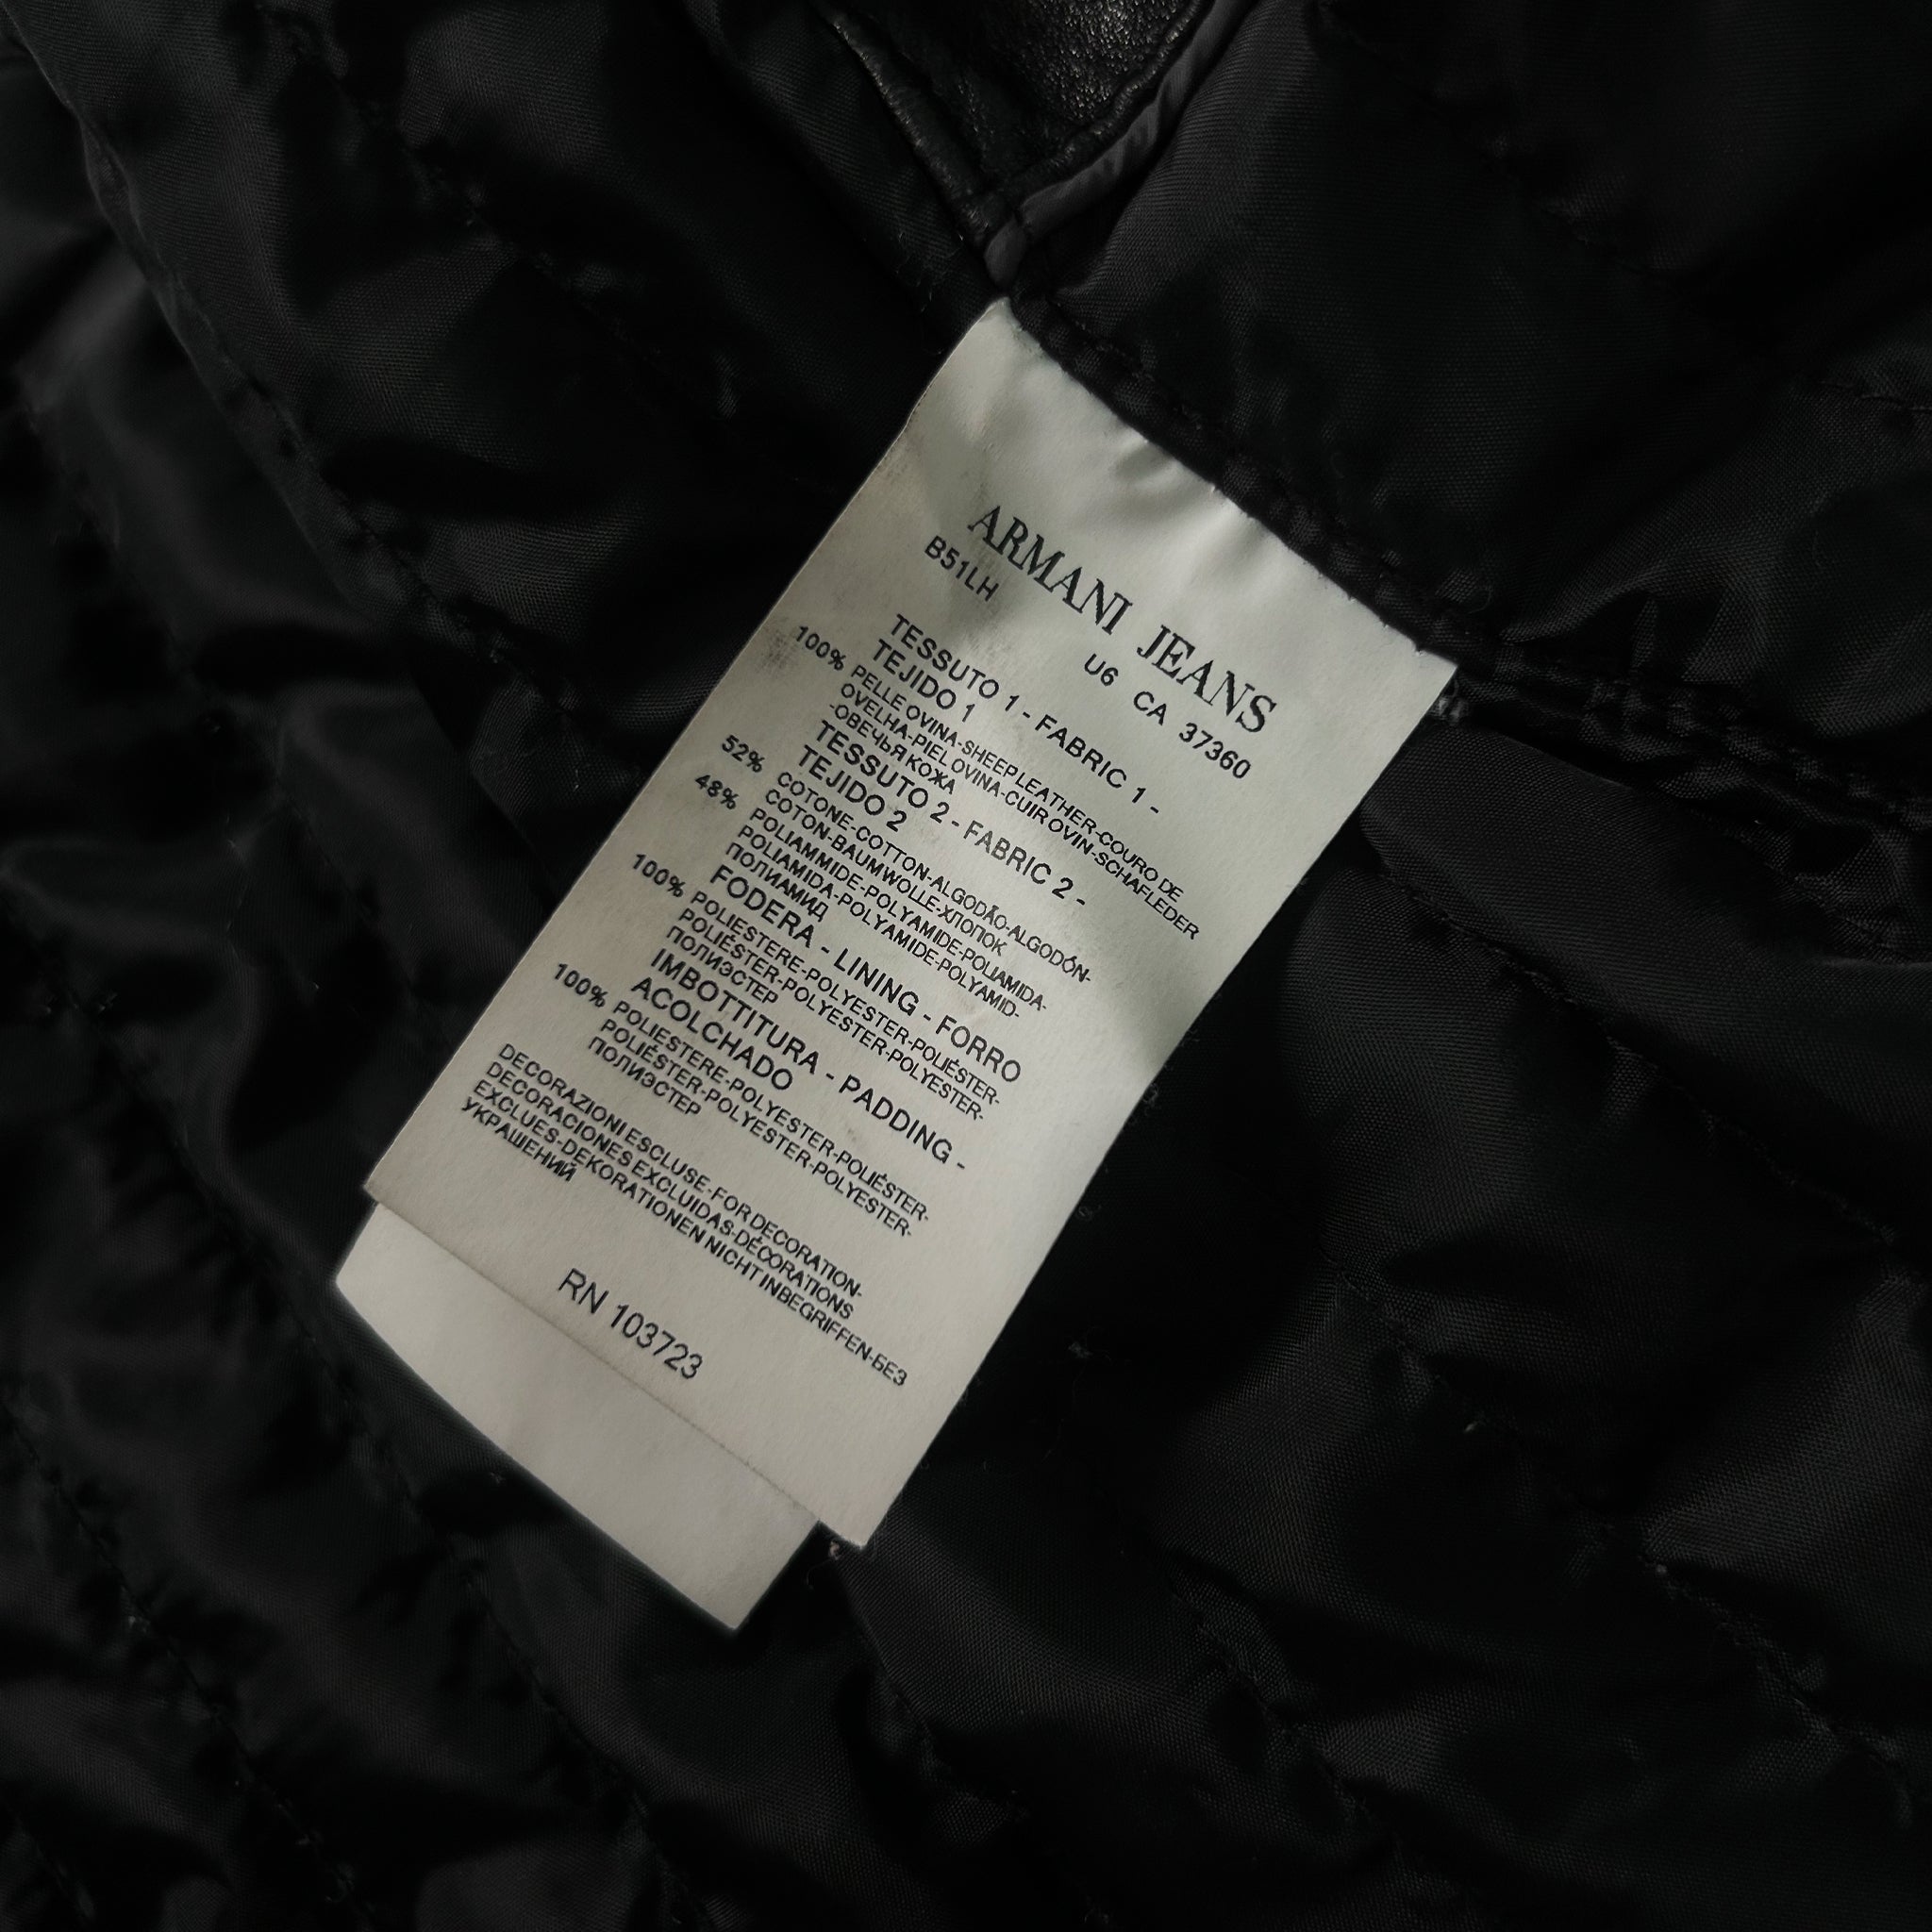 ARMANI JEANS
B51LH U6 CA 37360
TESSUTO 1 - FABRIC 1 -
TEJIDO 1
100% PELLE OVINA-SHEEP LEATHER-COURO DE
OVELHA-PIEL OVINA-CUIR OVIN-SCHAFLEDER
-ОВЕЧЬЯ КОЖА
TESSUTO 2 - FABRIC 2 -
TEJIDO 2
52% COTONE-COTTON-ALGODÃO-ALGODÓN-
COTON-BAUMWOLLE-ХЛОПОК
48% POLIAMMIDE-POLYAMIDE-POLIAMIDA-
POLIAMIDA-POLYAMIDE-POLYAMID-
ПОЛИАМИД
FODERA - LINING - FORRO
100% POLIESTERE-POLYESTER-POLIÉSTER-
POLIÉSTER-POLYESTER-POLYESTER-
ПОЛИЭСТЕР
IMBOTTITURA - PADDING -
ACOLCHADO
100% POLIESTERE-POLYESTER-POLIÉSTER-
POLIÉSTER-POLYESTER-POLYESTER-
ПОЛИЭСТЕР
DECORAZIONI ESCLUSE-FOR DECORATION-
DECORACIONES EXCLUIDAS-DÉCORATIONS
EXCLUES-DEKORATIONEN NICHT INBEGRIFFEN-БЕЗ
УКРАШЕНИЙ
RN 103723